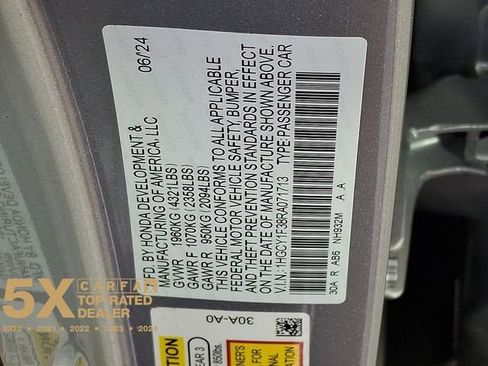 MFD BY HONDA DEVELOPMENT & 06/24
MANUFACTURING OF AMERICA, LLC
GVWR 1960KG (4321LBS)
GAWR F 1070KG (2358LBS)
GAWR R 950KG (2094LBS)
THIS VEHICLE CONFORMS TO ALL APPLICABLE
FEDERAL MOTOR VEHICLE SAFETY BUMPER,
AND THEFT PREVENTION STANDARDS IN EFFECT
ON THE DATE OF MANUFACTURE SHOWN ABOVE.
V.I.N.: 1HGCY1F38RA071713 TYPE:PASSENGER CAR
30A R AB6 NH932M A A
30A-A0
5X
CARFAX
TOP-RATED
DEALER
2020 - 2021 - 2022 - 2023 - 2024